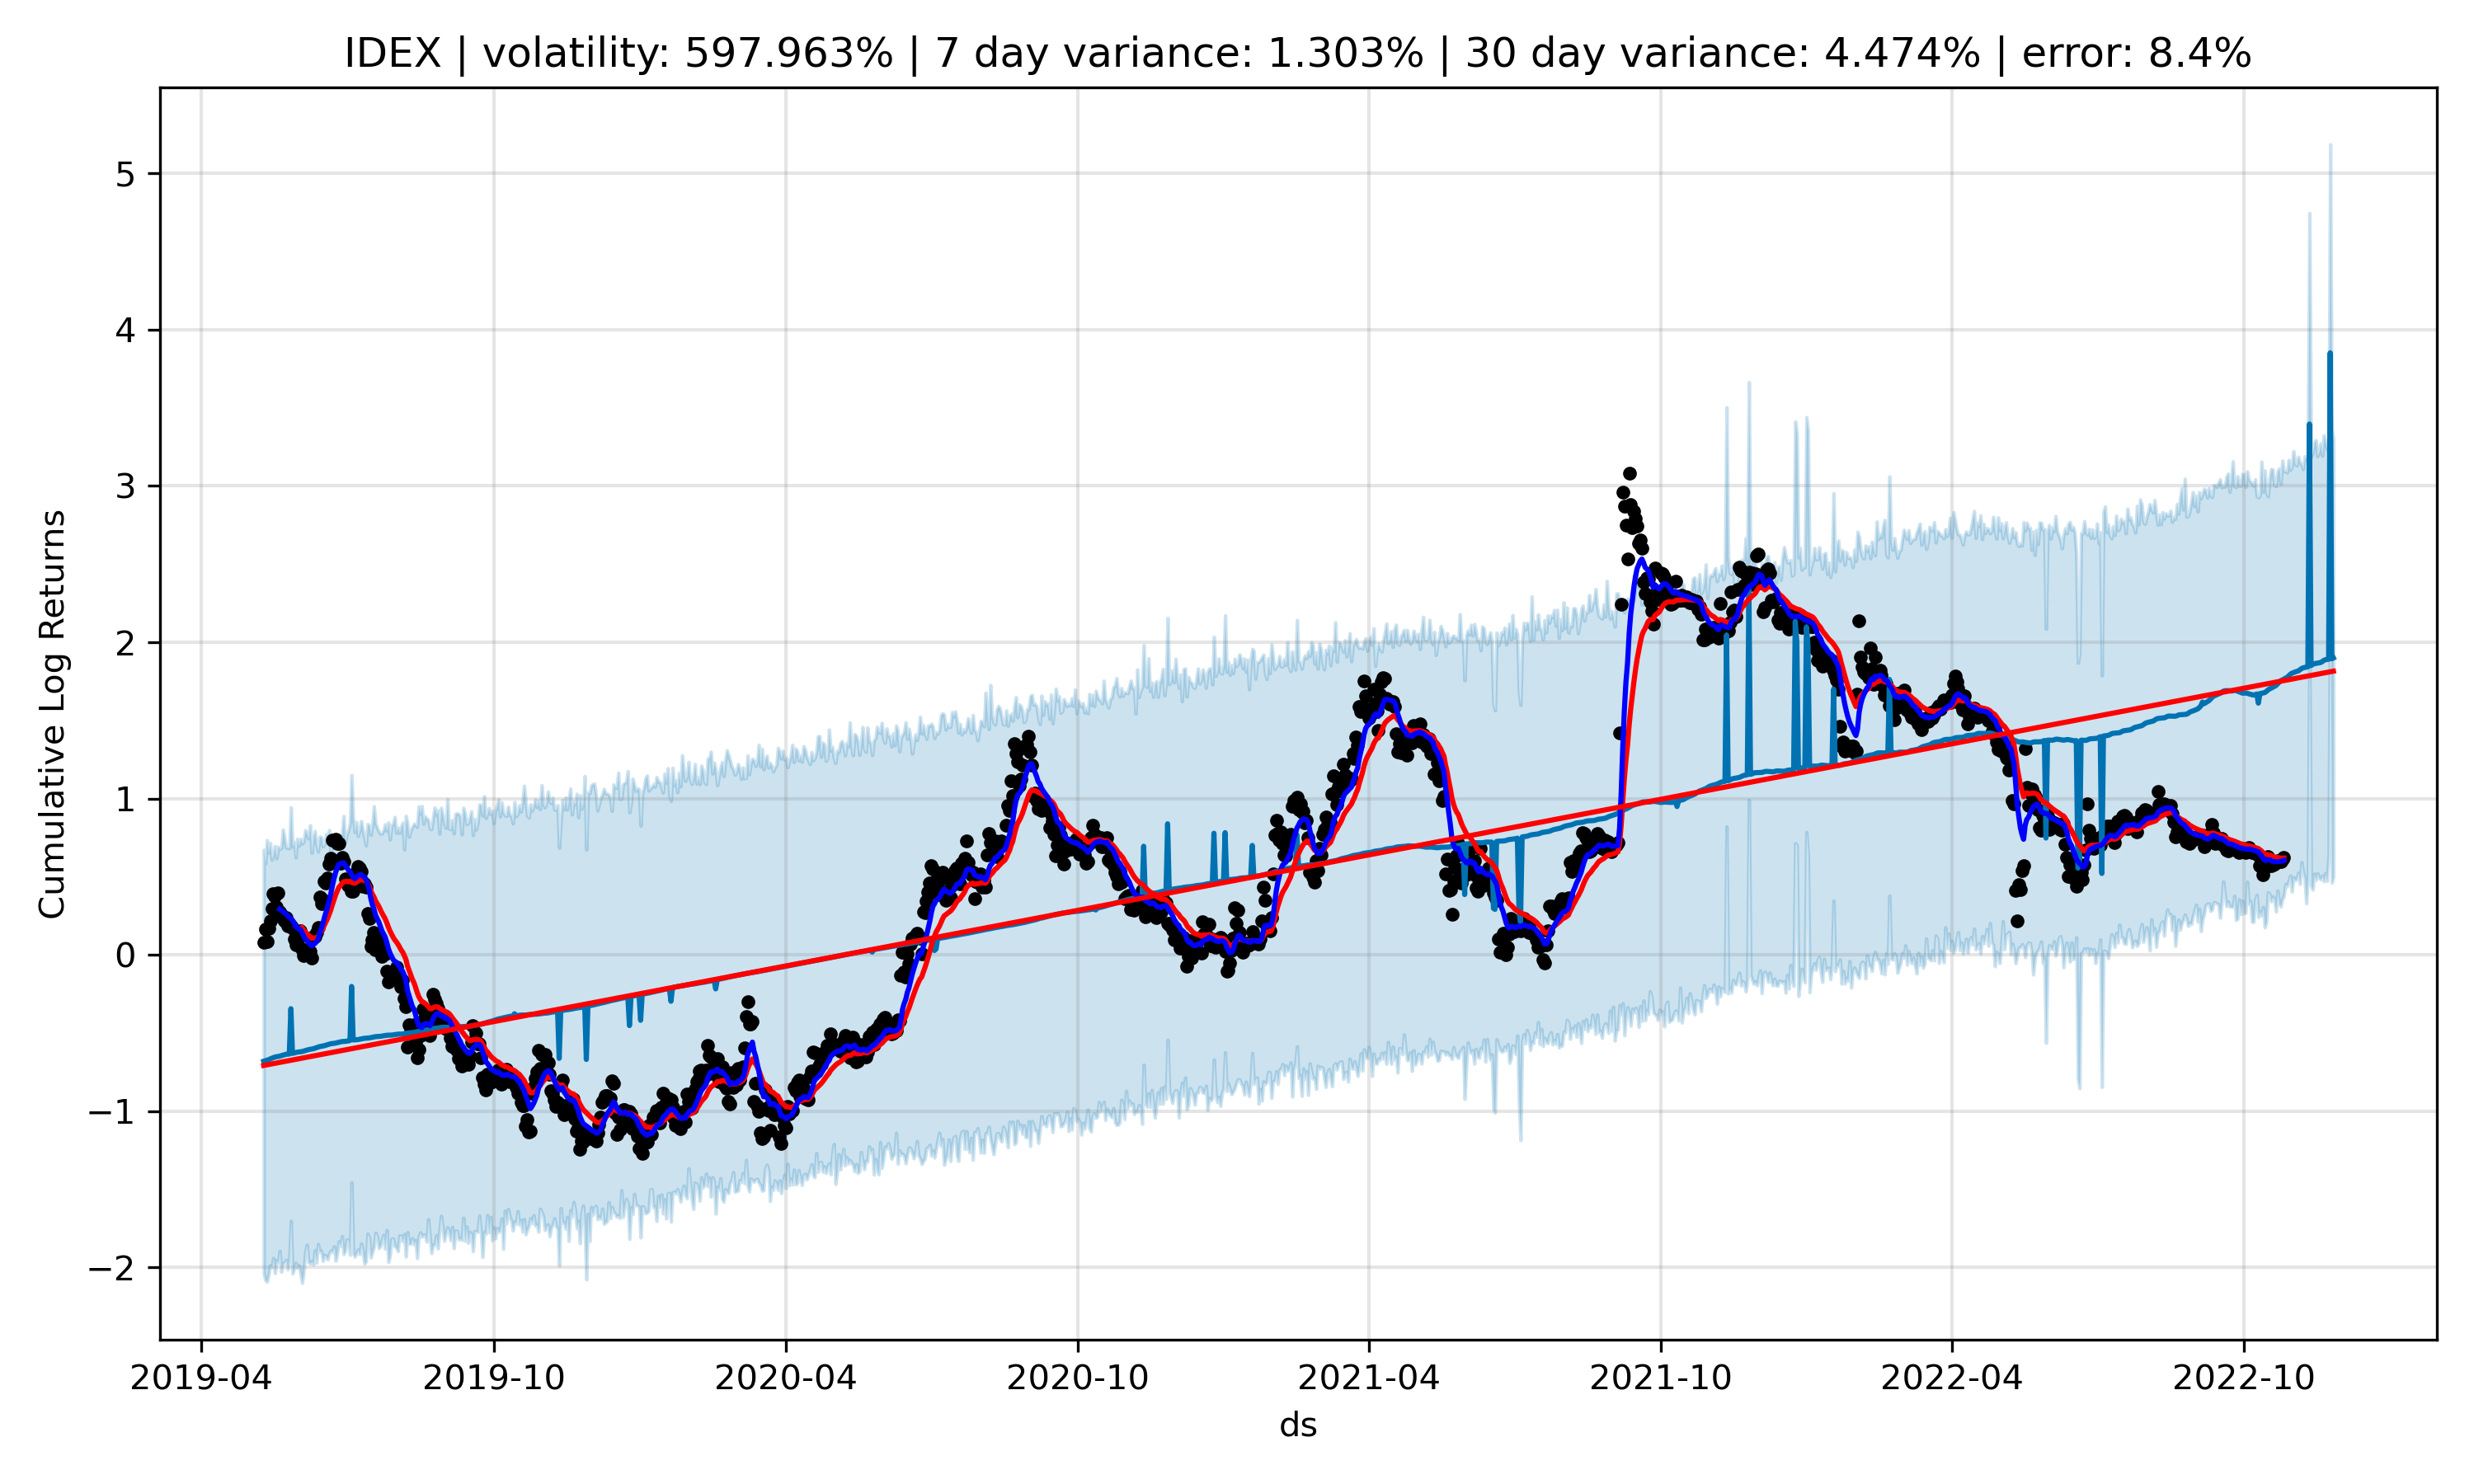 IDEX | volatility: 597.963% | 7 day variance: 1.303% | 30 day variance: 4.474% | error: 8.4%
Cumulative Log Returns
5
4
3
2
1
0
−1
−2
2019-04 2019-10 2020-04 2020-10 2021-04 2021-10 2022-04 2022-10
ds